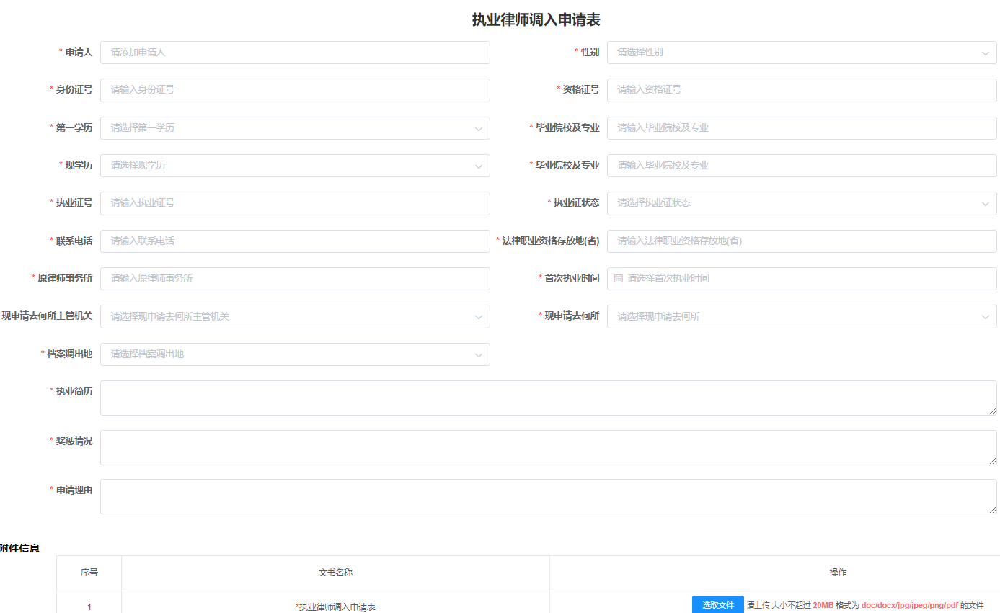 执业律师调入申请表
* 申请人 请添加申请人 * 性别 请选择性别
* 身份证号 请输入身份证号 * 资格证号 请输入资格证号
* 第一学历 请选择第一学历 * 毕业院校及专业 请输入毕业院校及专业
* 现学历 请选择现学历 * 毕业院校及专业 请输入毕业院校及专业
* 执业证号 请输入执业证号 * 执业证状态 请选择执业证状态
* 联系电话 请输入联系电话 * 法律职业资格存放地(省) 请输入法律职业资格存放地(省)
* 原律师事务所 请输入原律师事务所 * 首次执业时间 请选择首次执业时间
现申请去何所主管机关 请选择现申请去何所主管机关 * 现申请去何所 请选择现申请去何所
* 档案调出地 请选择档案调出地
* 执业简历
* 奖惩情况
* 申请理由
附件信息
序号 文书名称 操作
1 *执业律师调入申请表 选取文件 请上传 大小不超过 20MB 格式为 doc/docx/jpg/jpeg/png/pdf 的文件